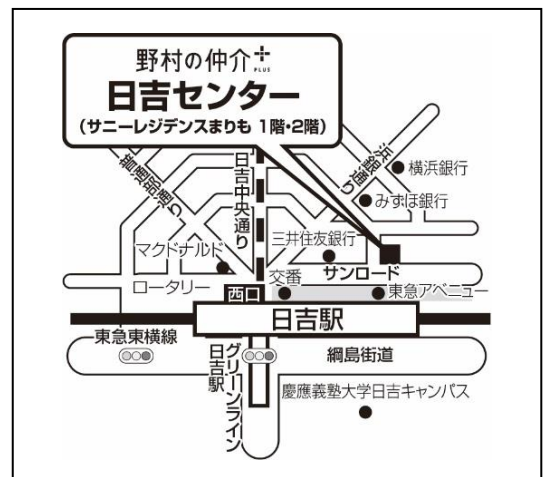 野村の仲介+
PLUS
日吉センター
(サニーレジデンスまりも 1階・2階)
普通部通り
日吉中央通り
浜銀通り
横浜銀行
みずほ銀行
三井住友銀行
マクドナルド
サンロード
ロータリー
交番
東急アベニュー
西口
日吉駅
東急東横線
グリーンライン
日吉駅
綱島街道
慶應義塾大学日吉キャンパス